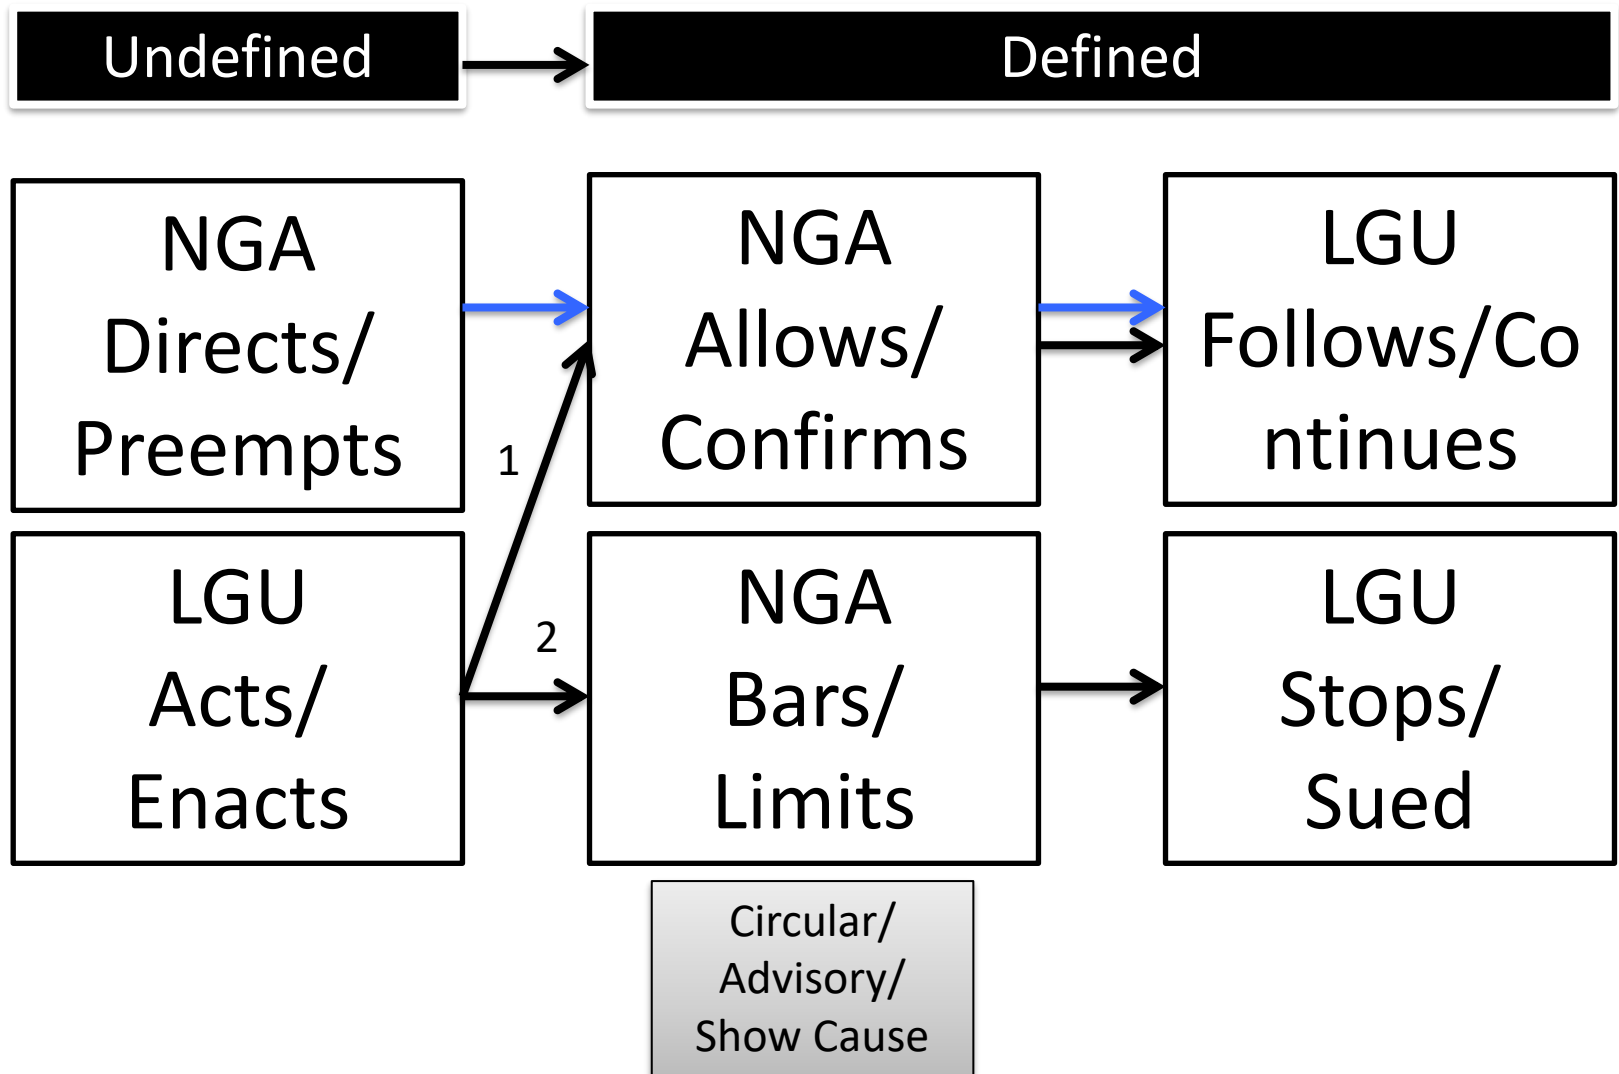 Undefined
Defined
NGA
Directs/
Preempts
NGA
Allows/
Confirms
LGU
Follows/Co
ntinues
1
2
LGU
Acts/
Enacts
NGA
Bars/
Limits
LGU
Stops/
Sued
Circular/
Advisory/
Show Cause